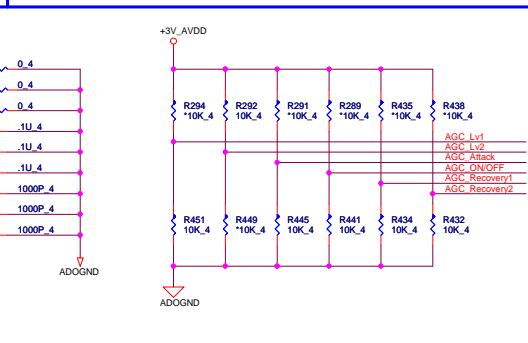 +3V_AVDD
0_4
0_4
0_4
.1U_4
.1U_4
.1U_4
1000P_4
1000P_4
1000P_4
ADOGND
R294
*10K_4
R292
10K_4
R291
*10K_4
R289
*10K_4
R435
*10K_4
R438
*10K_4
AGC_Lv1
AGC_Lv2
AGC_Attack
AGC_ON/OFF
AGC_Recovery1
AGC_Recovery2
R451
10K_4
R449
*10K_4
R445
10K_4
R441
10K_4
R434
10K_4
R432
10K_4
ADOGND